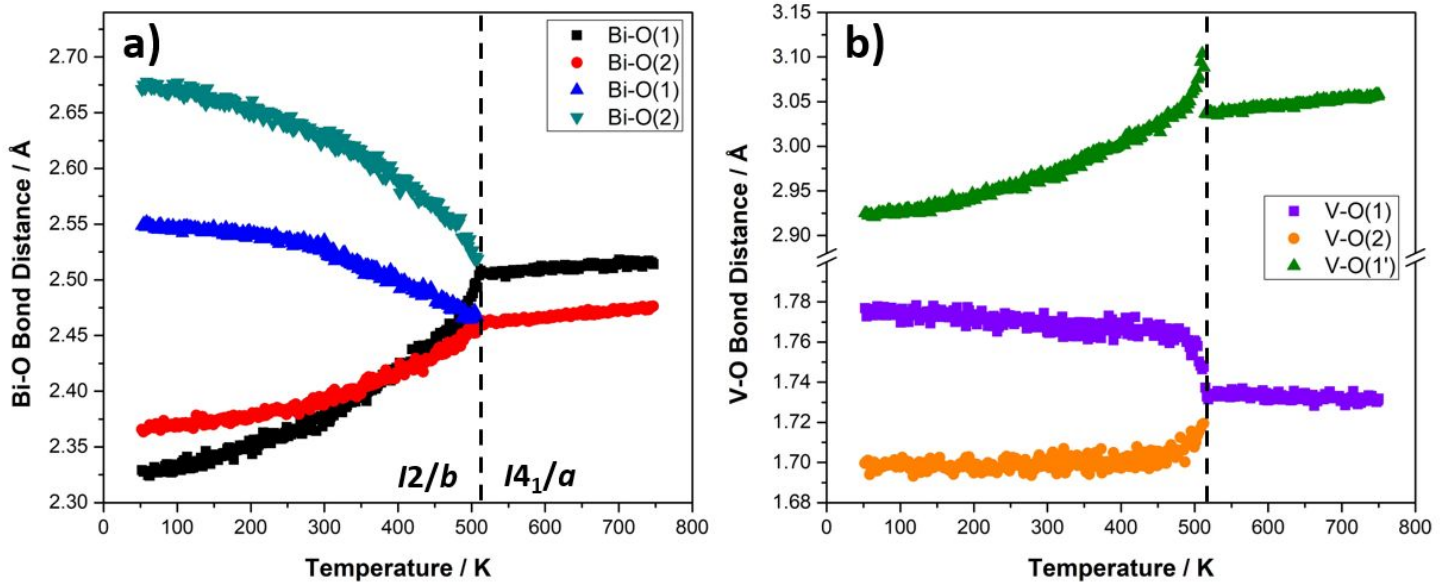 a)
Bi-O(1)
Bi-O(2)
Bi-O(1)
Bi-O(2)
2.70
2.65
2.60
2.55
2.50
2.45
2.40
2.35
2.30
Bi-O Bond Distance / Å
I2/b
I4₁/a
0 100 200 300 400 500 600 700 800
Temperature / K
b)
3.15
3.10
3.05
3.00
2.95
2.90
1.78
1.76
1.74
1.72
1.70
1.68
V-O Bond Distance / Å
V-O(1)
V-O(2)
V-O(1')
0 100 200 300 400 500 600 700 800
Temperature / K